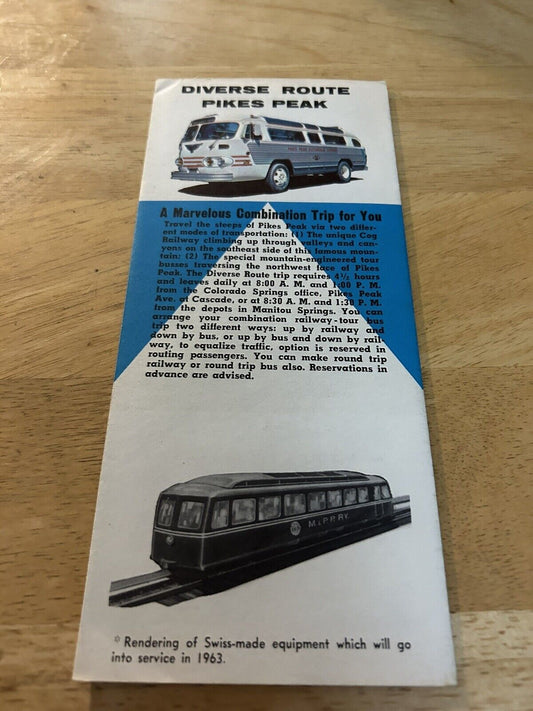 DIVERSE ROUTE
PIKES PEAK
A Marvelous Combination Trip for You
Travel the steeps of Pikes Peak via two differ-
ent modes of transportation: (1) The unique Cog
Railway climbing up through valleys and can-
yons on the southeast side of this famous moun-
tain; (2) The special mountain-engineered tour
busses traversing the northwest face of Pikes
Peak. The Diverse Route trip requires 4½ hours
and leaves daily at 8:00 A. M. and 1:00 P. M.
from the Colorado Springs office, Pikes Peak
Ave. at Cascade, or at 8:30 A. M. and 1:30 P. M.
from the depots in Manitou Springs. You can
arrange your combination railway-tour bus
trip two different ways: up by railway and
down by bus, or up by bus and down by rail-
way, to equalize traffic, option is reserved in
routing passengers. You can make round trip
railway or round trip bus also. Reservations in
advance are advised.
M & P. P. RY.
* Rendering of Swiss-made equipment which will go
into service in 1963.